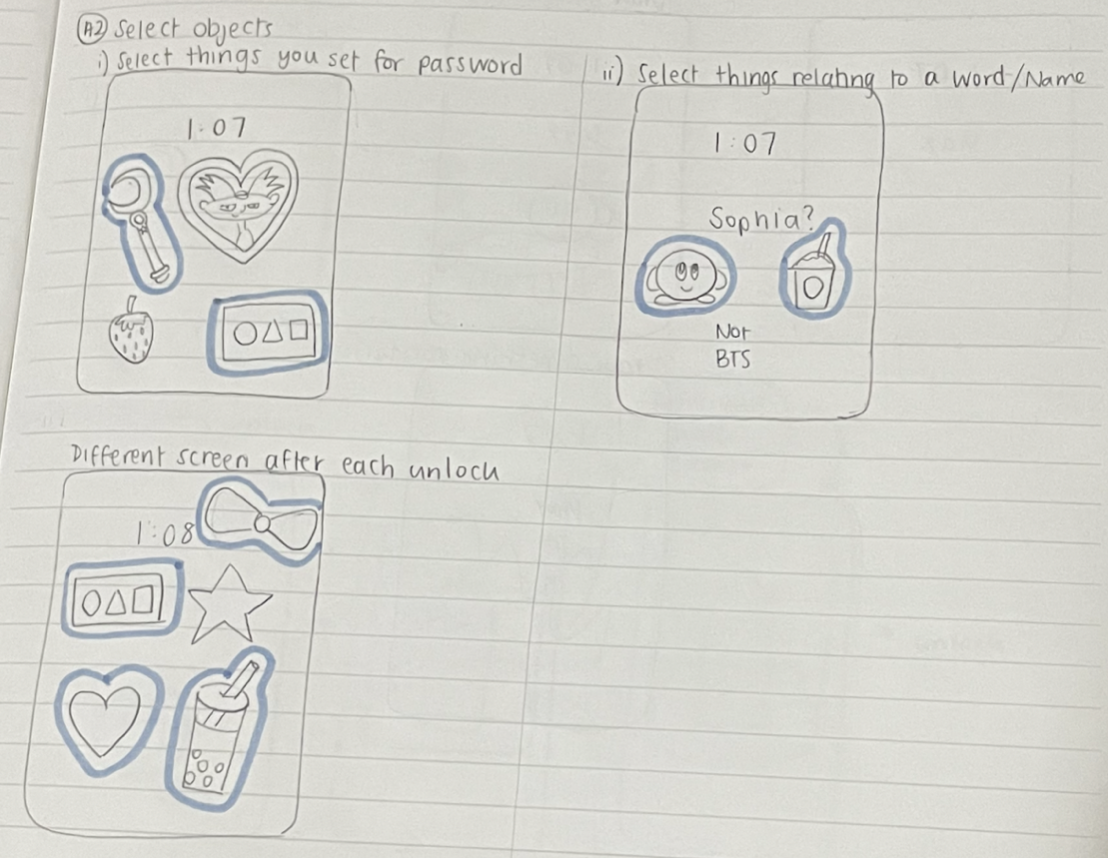 A2 Select objects
i) Select things you set for password
1:07
ii) Select things relating to a word/Name
1:07
Sophia?
Not
BTS
Different screen after each unlock
1:08